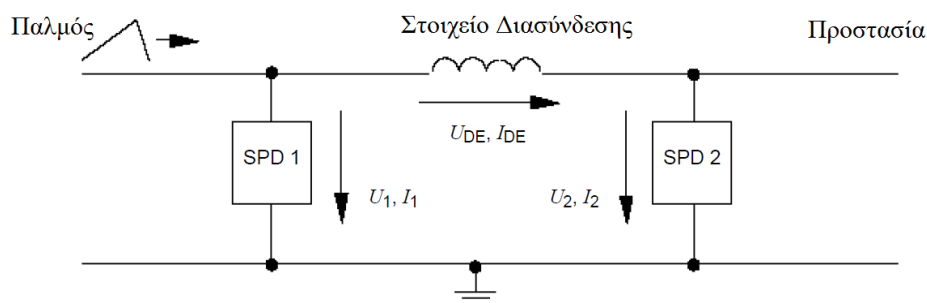 Παλμός
Στοιχείο Διασύνδεσης
Προστασία
SPD 1
U1, I1
UDE, IDE
U2, I2
SPD 2